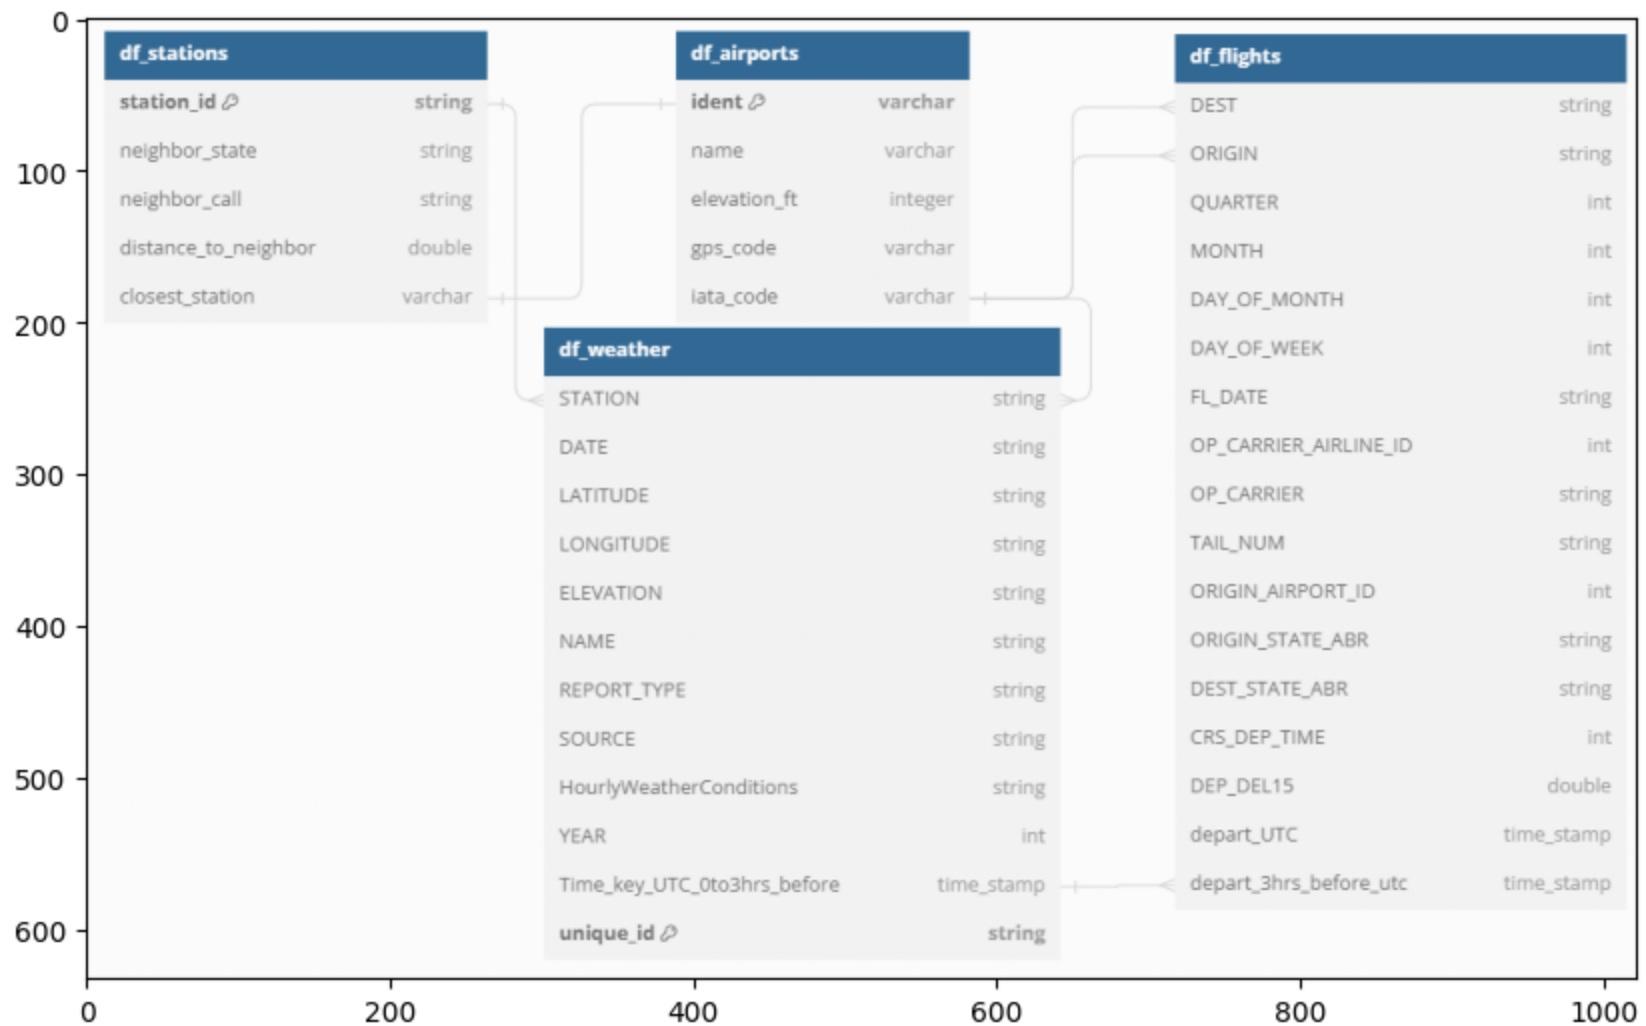 df_stations
station_id string
neighbor_state string
neighbor_call string
distance_to_neighbor double
closest_station varchar
df_airports
ident varchar
name varchar
elevation_ft integer
gps_code varchar
iata_code varchar
df_weather
STATION string
DATE string
LATITUDE string
LONGITUDE string
ELEVATION string
NAME string
REPORT_TYPE string
SOURCE string
HourlyWeatherConditions string
YEAR int
Time_key_UTC_0to3hrs_before time_stamp
unique_id string
df_flights
DEST string
ORIGIN string
QUARTER int
MONTH int
DAY_OF_MONTH int
DAY_OF_WEEK int
FL_DATE string
OP_CARRIER_AIRLINE_ID int
OP_CARRIER string
TAIL_NUM string
ORIGIN_AIRPORT_ID int
ORIGIN_STATE_ABR string
DEST_STATE_ABR string
CRS_DEP_TIME int
DEP_DEL15 double
depart_UTC time_stamp
depart_3hrs_before_utc time_stamp
0
100
200
300
400
500
600
0 200 400 600 800 1000